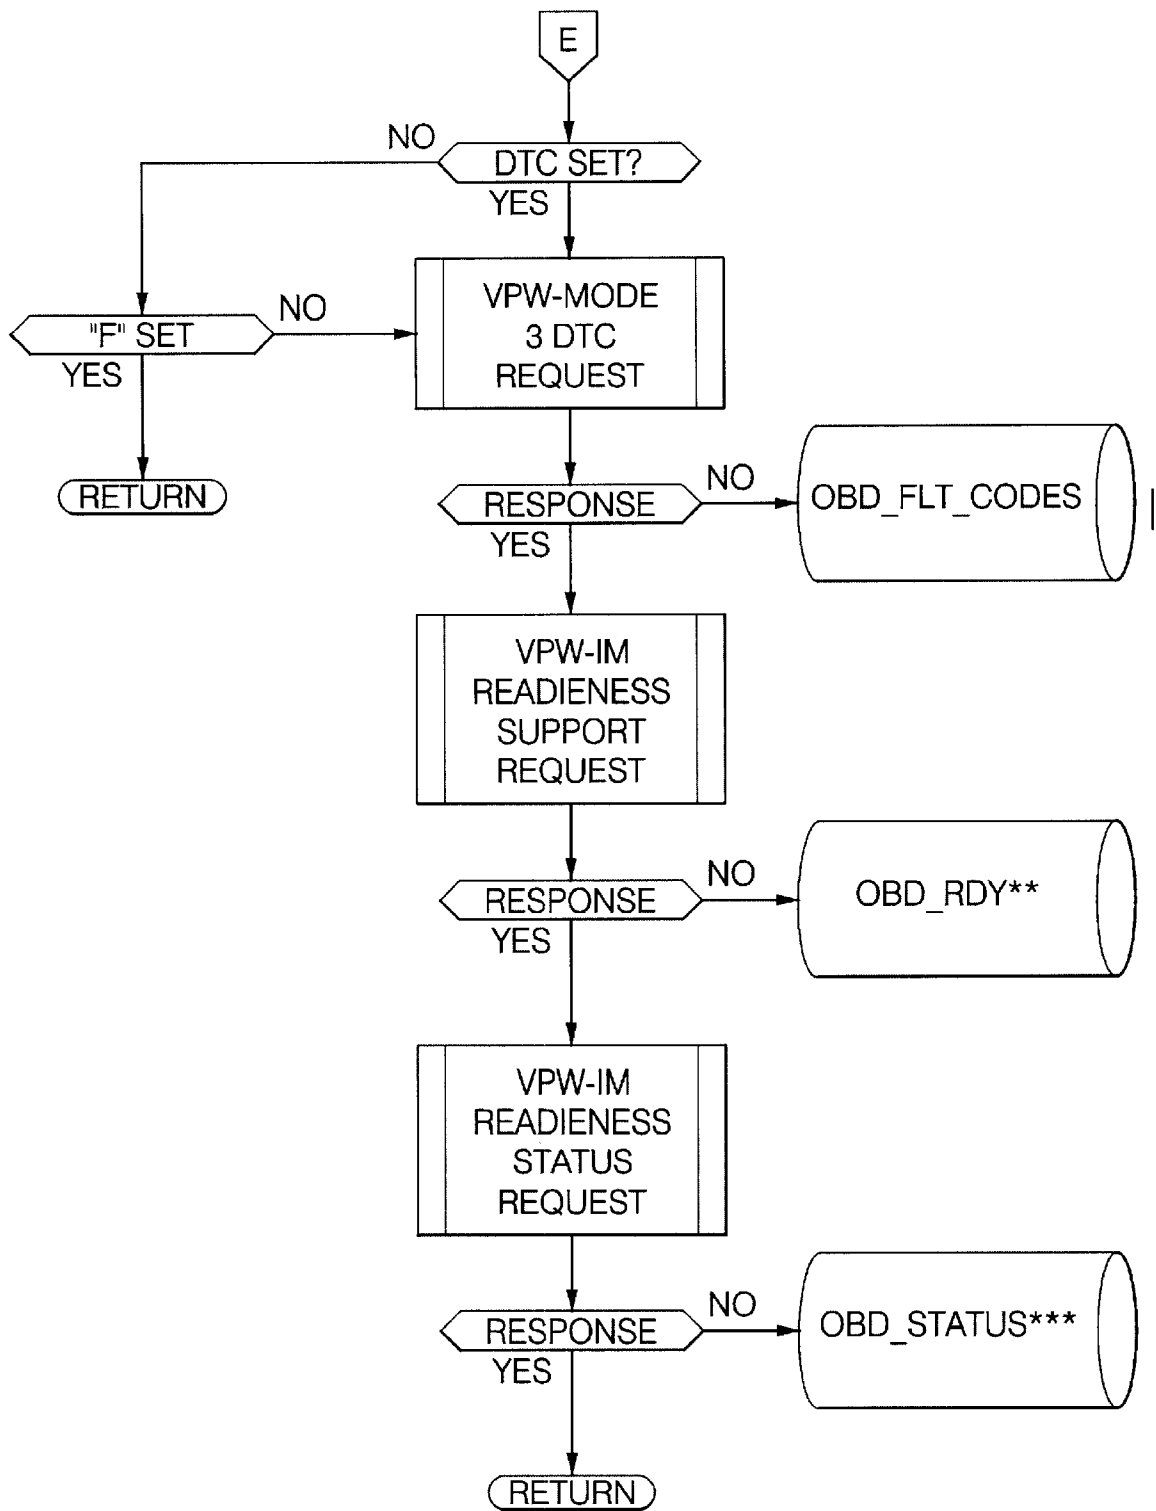 E
NO
DTC SET?
YES
VPW-MODE
3 DTC
REQUEST
NO
"F" SET
YES
RETURN
RESPONSE
NO
YES
OBD_FLT_CODES
VPW-IM
READIENESS
SUPPORT
REQUEST
RESPONSE
NO
YES
OBD_RDY**
VPW-IM
READIENESS
STATUS
REQUEST
RESPONSE
NO
YES
OBD_STATUS***
RETURN